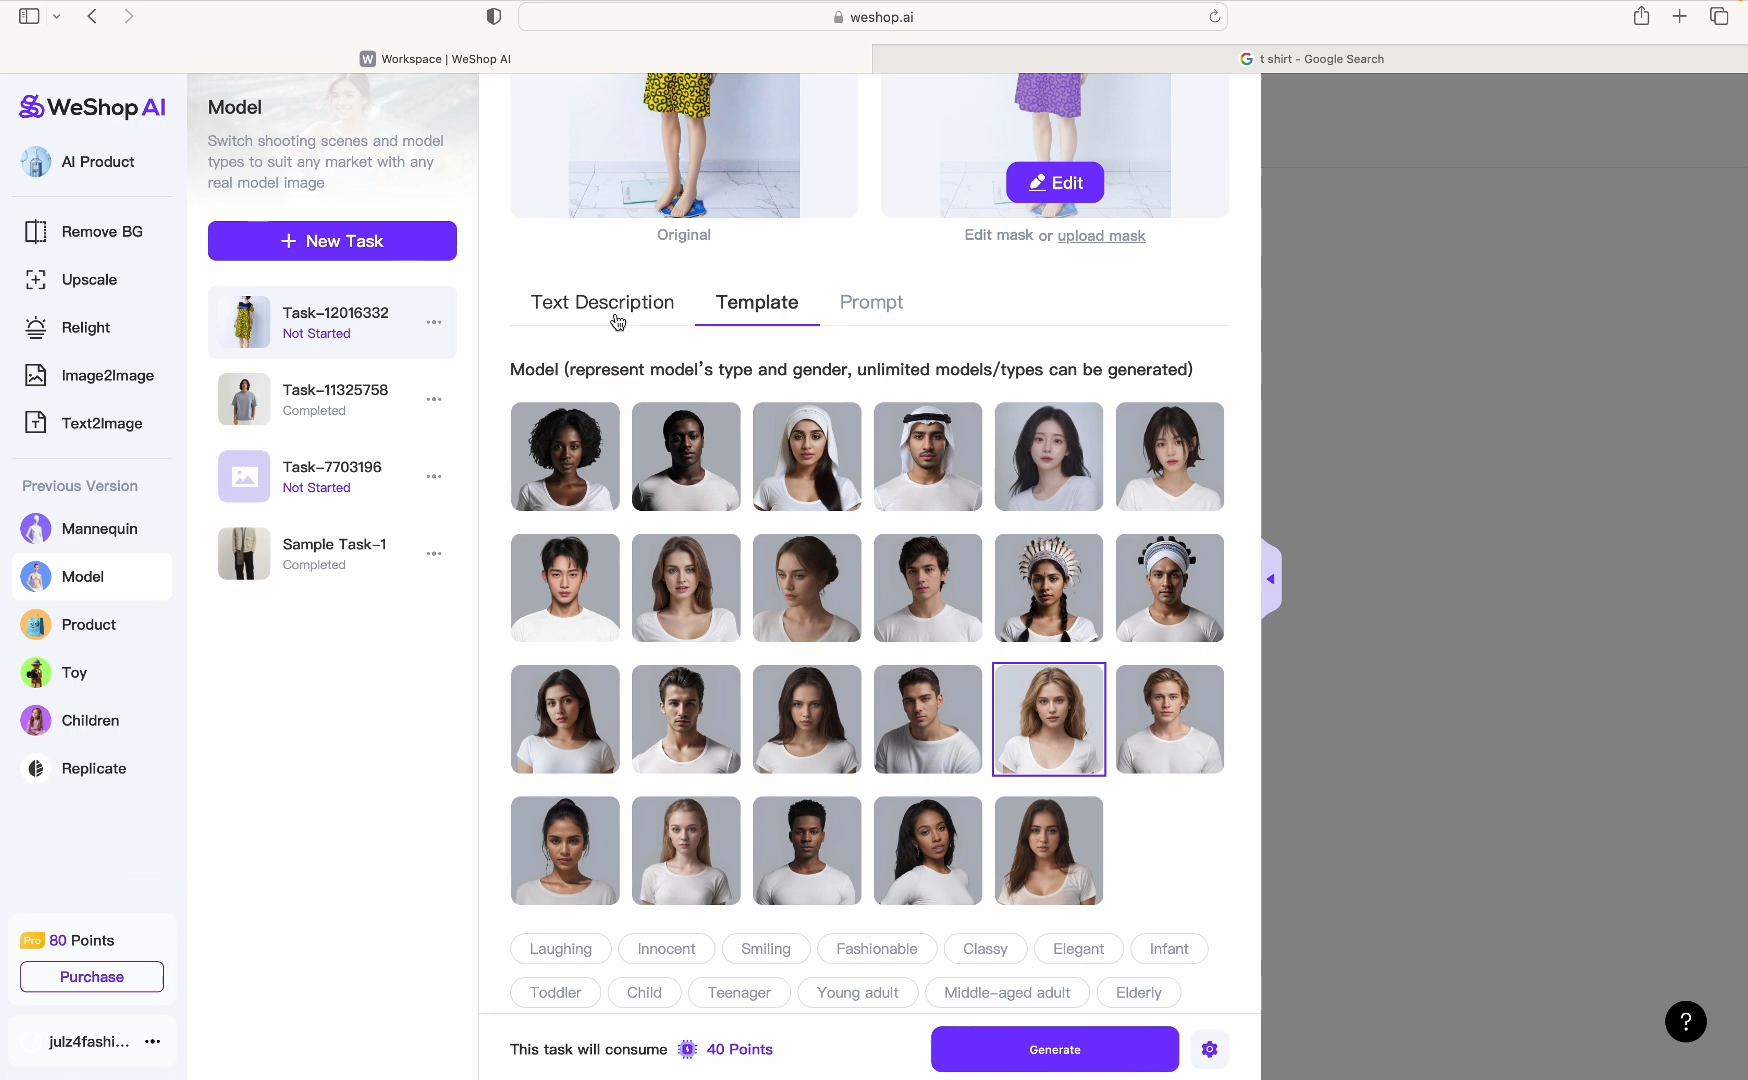 weshop.ai
W Workspace | WeShop AI
G t shirt - Google Search
WeShop AI
AI Product
Remove BG
Upscale
Relight
Image2Image
Text2Image
Previous Version
Mannequin
Model
Product
Toy
Children
Replicate
Pro 80 Points
Purchase
julz4fashi... •••
Model
Switch shooting scenes and model
types to suit any market with any
real model image
+ New Task
Task-12016332
Not Started
Task-11325758
Completed
Task-7703196
Not Started
Sample Task-1
Completed
Edit
Original
Edit mask or upload mask
Text Description Template Prompt
Model (represent model’s type and gender, unlimited models/types can be generated)
Laughing Innocent Smiling Fashionable Classy Elegant Infant
Toddler Child Teenager Young adult Middle-aged adult Elderly
This task will consume 40 Points
Generate
?